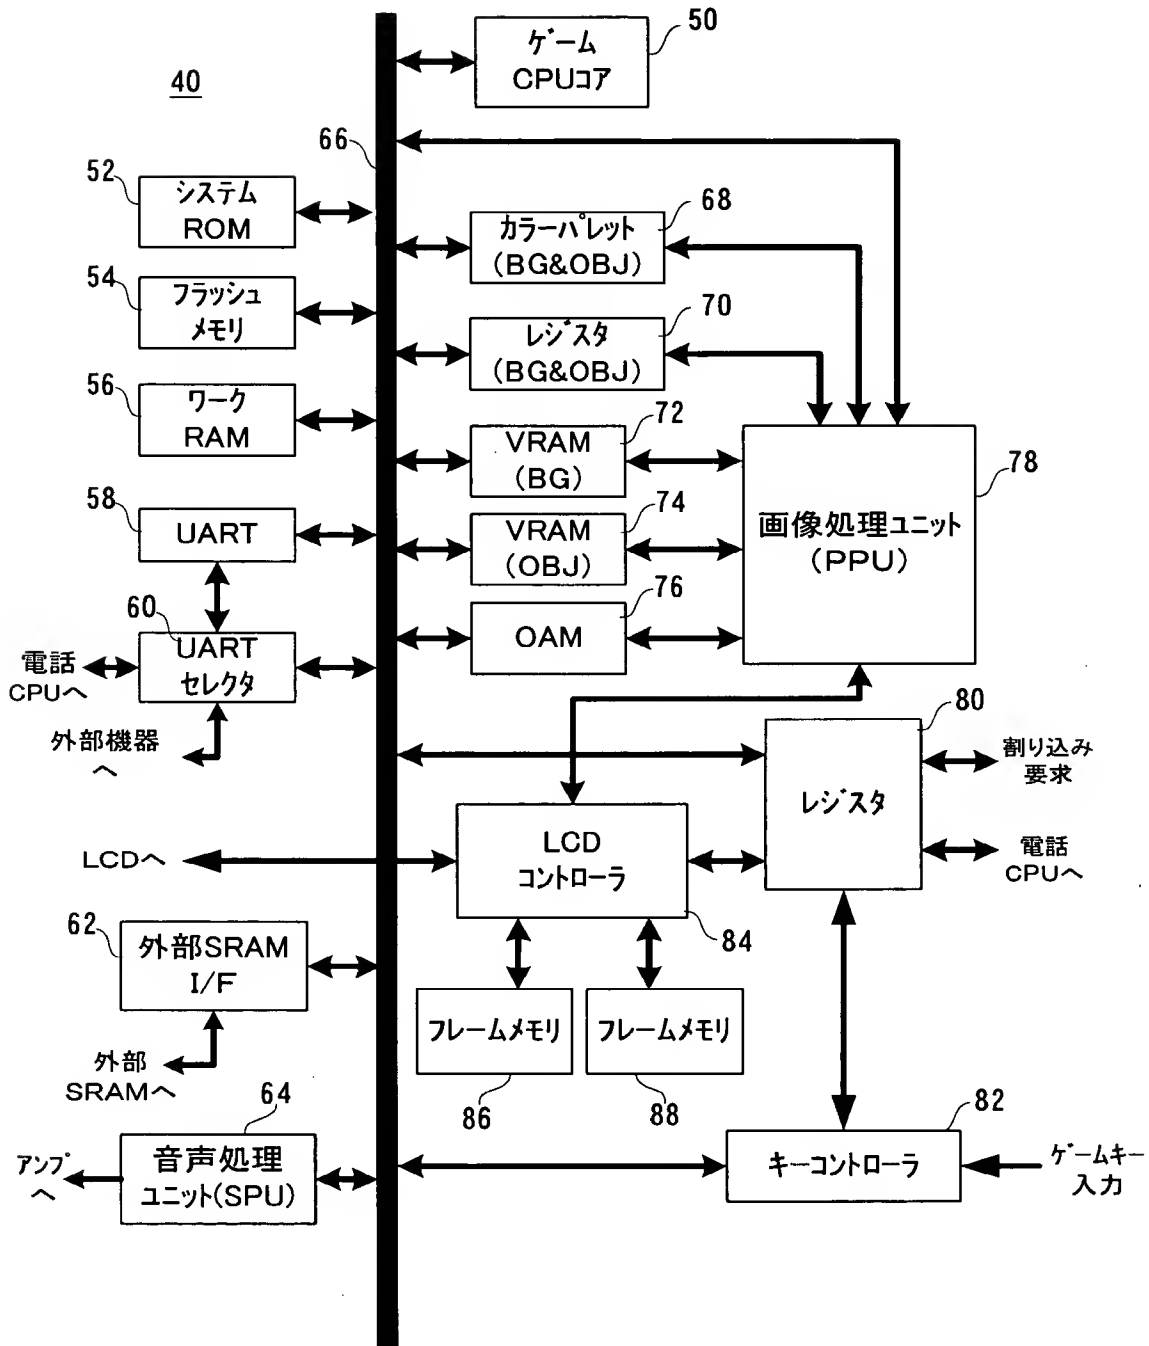 40
50
ゲーム
CPUコア
66
52
システム
ROM
68
カラーパレット
(BG&OBJ)
54
フラッシュ
メモリ
70
レジスタ
(BG&OBJ)
56
ワーク
RAM
72
VRAM
(BG)
78
画像処理ユニット
(PPU)
58
UART
74
VRAM
(OBJ)
60
UART
セレクタ
電話
CPUへ
外部機器
へ
76
OAM
80
レジスタ
割り込み
要求
電話
CPUへ
LCDへ
LCD
コントローラ
84
62
外部SRAM
I/F
外部
SRAMへ
フレームメモリ
86
フレームメモリ
88
64
音声処理
ユニット(SPU)
アンプ
へ
82
キーコントローラ
ゲームキー
入力